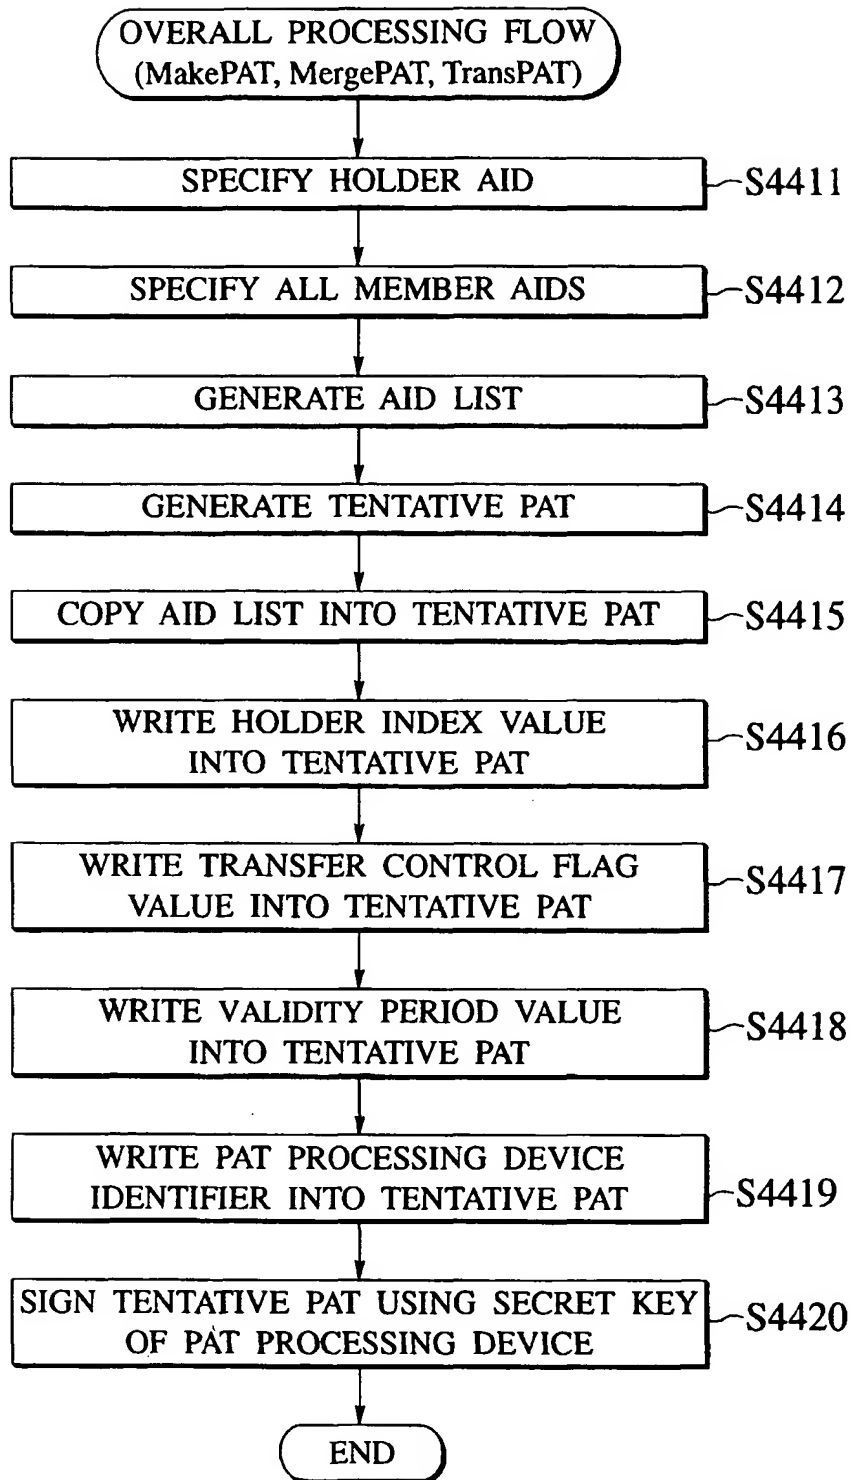 OVERALL PROCESSING FLOW
(MakePAT, MergePAT, TransPAT)
SPECIFY HOLDER AID
S4411
SPECIFY ALL MEMBER AIDS
S4412
GENERATE AID LIST
S4413
GENERATE TENTATIVE PAT
S4414
COPY AID LIST INTO TENTATIVE PAT
S4415
WRITE HOLDER INDEX VALUE
INTO TENTATIVE PAT
S4416
WRITE TRANSFER CONTROL FLAG
VALUE INTO TENTATIVE PAT
S4417
WRITE VALIDITY PERIOD VALUE
INTO TENTATIVE PAT
S4418
WRITE PAT PROCESSING DEVICE
IDENTIFIER INTO TENTATIVE PAT
S4419
SIGN TENTATIVE PAT USING SECRET KEY
OF PAT PROCESSING DEVICE
S4420
END